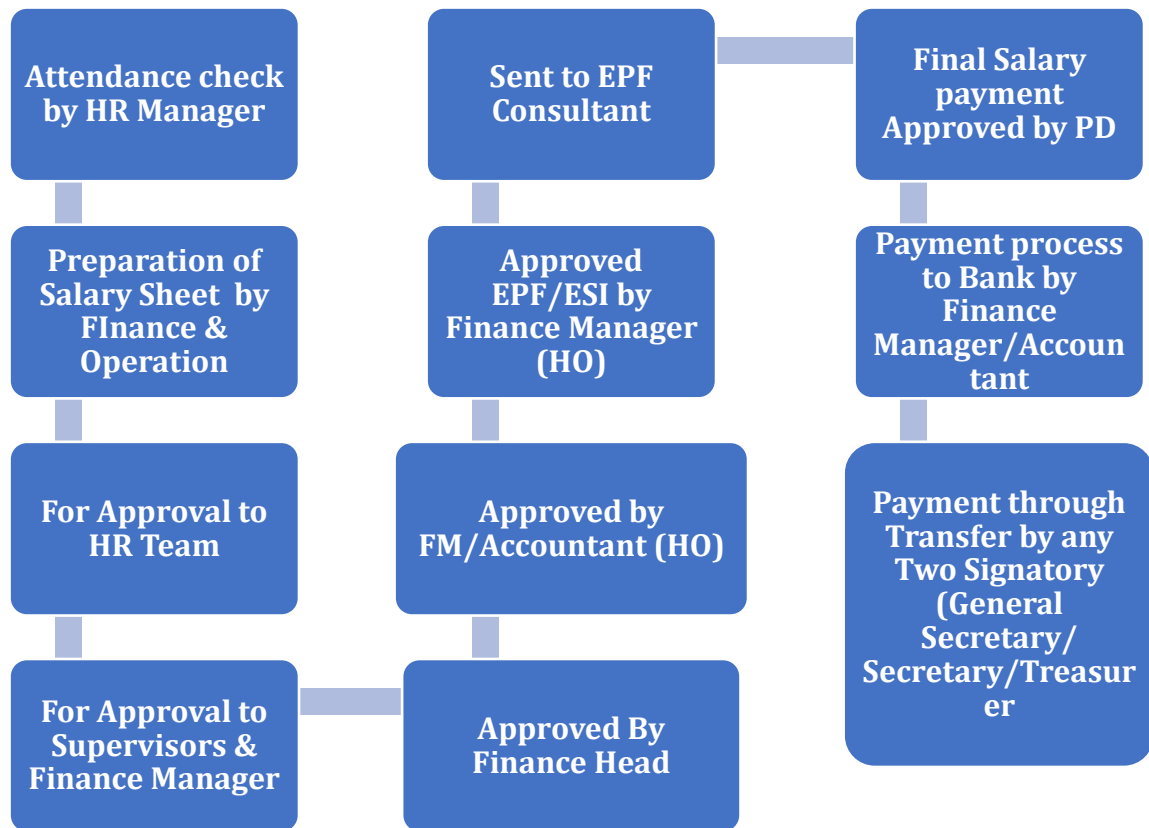 Attendance check
by HR Manager
Preparation of
Salary Sheet by
FInance &
Operation
For Approval to
HR Team
For Approval to
Supervisors &
Finance Manager
Approved By
Finance Head
Approved by
FM/Accountant (HO)
Approved
EPF/ESI by
Finance Manager
(HO)
Sent to EPF
Consultant
Final Salary
payment
Approved by PD
Payment process
to Bank by
Finance
Manager/Accoun
tant
Payment through
Transfer by any
Two Signatory
(General
Secretary/
Secretary/Treasur
er